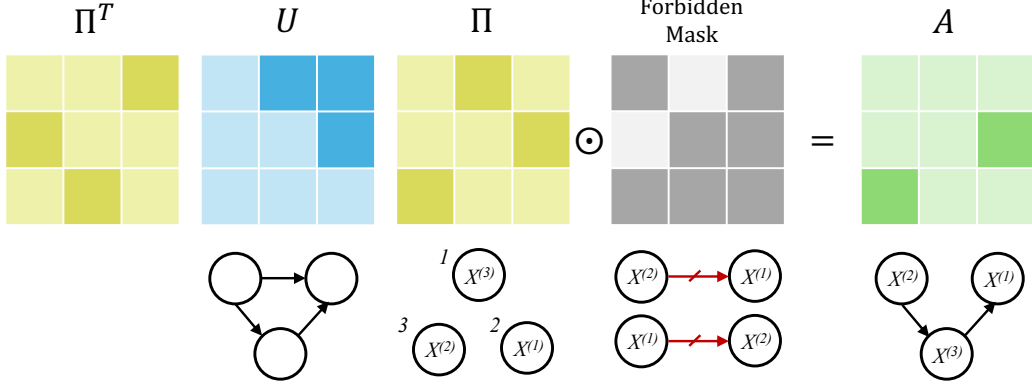 Π^T U Π Forbidden Mask A
⊙ =
1 X^(3)
X^(2) X^(1)
X^(2) X^(1)
3 X^(2) 2 X^(1)
X^(1) X^(2)
X^(3)